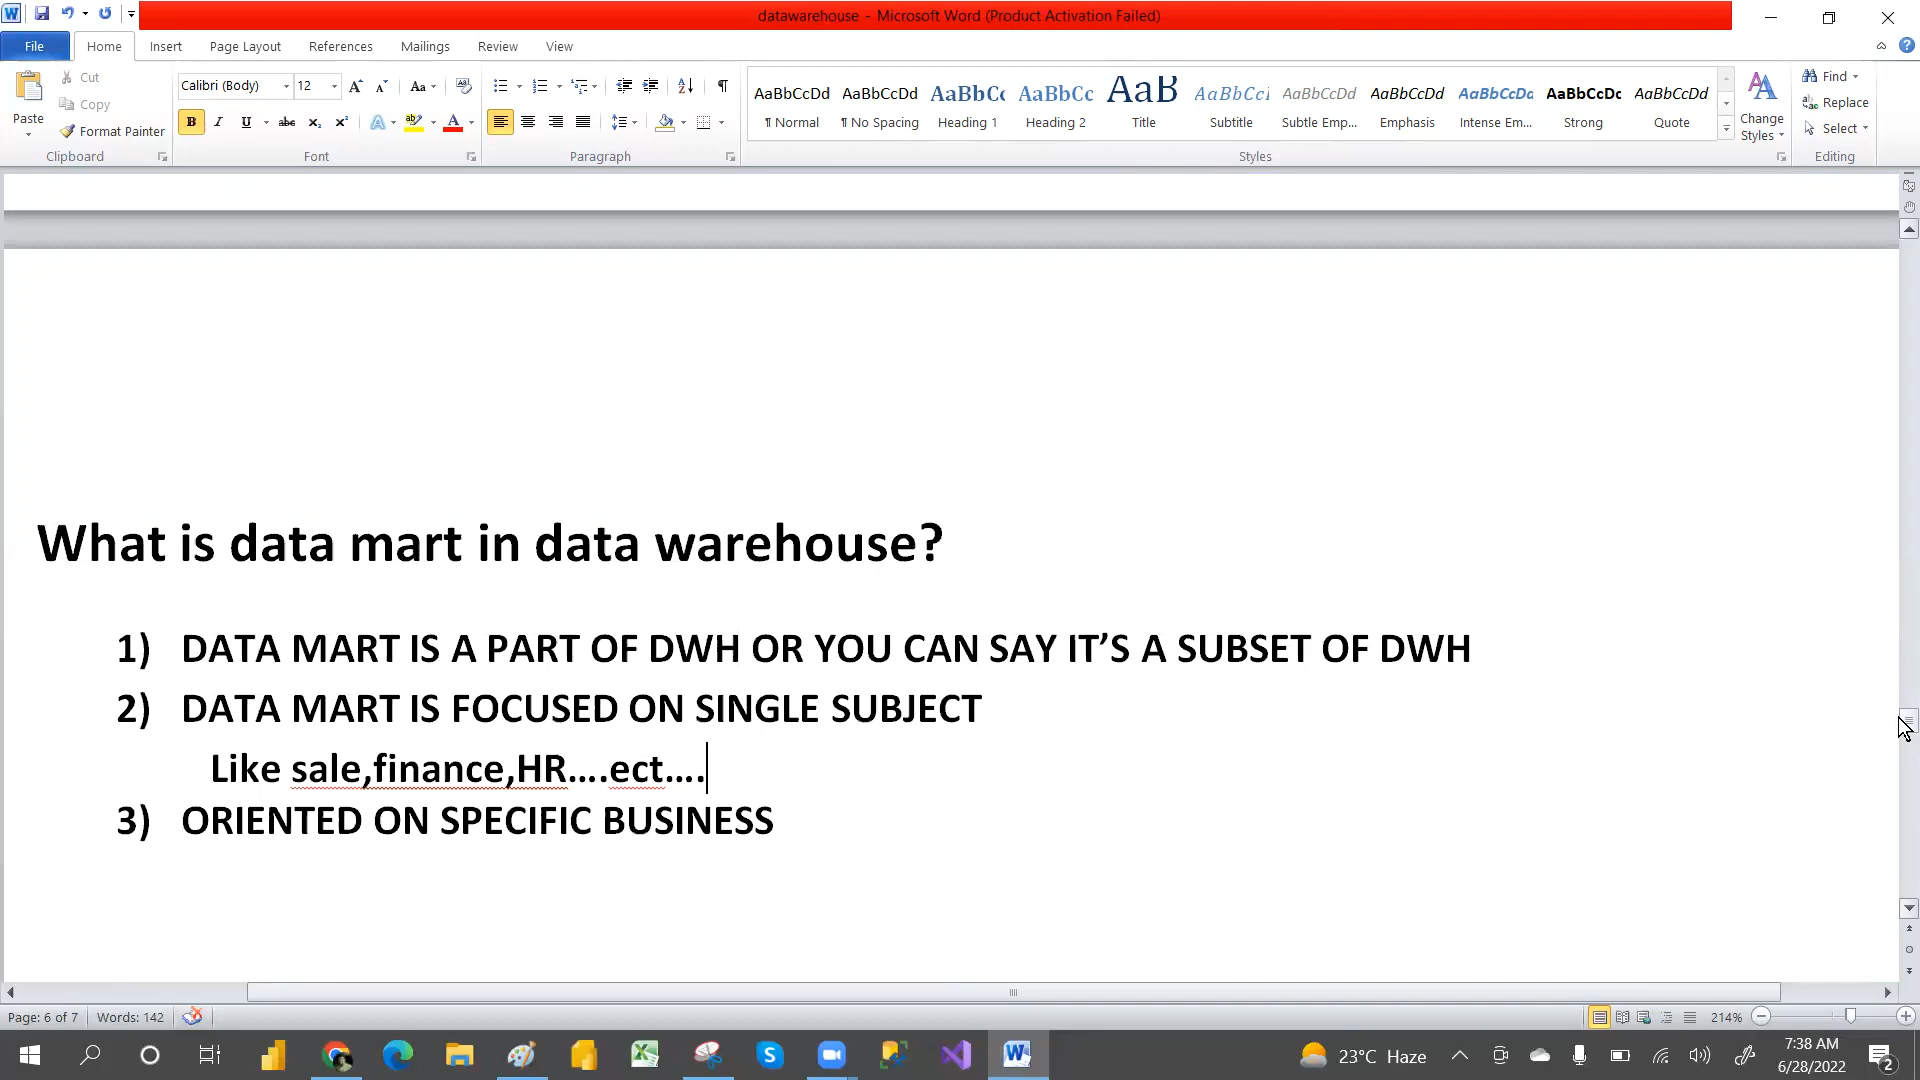 datawarehouse - Microsoft Word (Product Activation Failed)
File Home Insert Page Layout References Mailings Review View
Paste
Cut
Copy
Format Painter
Clipboard
Calibri (Body) 12
Font
Paragraph
AaBbCcDd AaBbCcDd AaBbCc AaBbCc AaB AaBbCcI AaBbCcDd AaBbCcDd AaBbCcDd AaBbCcDc AaBbCcDd
¶ Normal ¶ No Spacing Heading 1 Heading 2 Title Subtitle Subtle Emp... Emphasis Intense Em... Strong Quote
Styles
Change Styles
Find
Replace
Select
Editing
What is data mart in data warehouse?
1) DATA MART IS A PART OF DWH OR YOU CAN SAY IT’S A SUBSET OF DWH
2) DATA MART IS FOCUSED ON SINGLE SUBJECT
Like sale,finance,HR….ect….
3) ORIENTED ON SPECIFIC BUSINESS
Page: 6 of 7 Words: 142 214%
23°C Haze
7:38 AM
6/28/2022
2